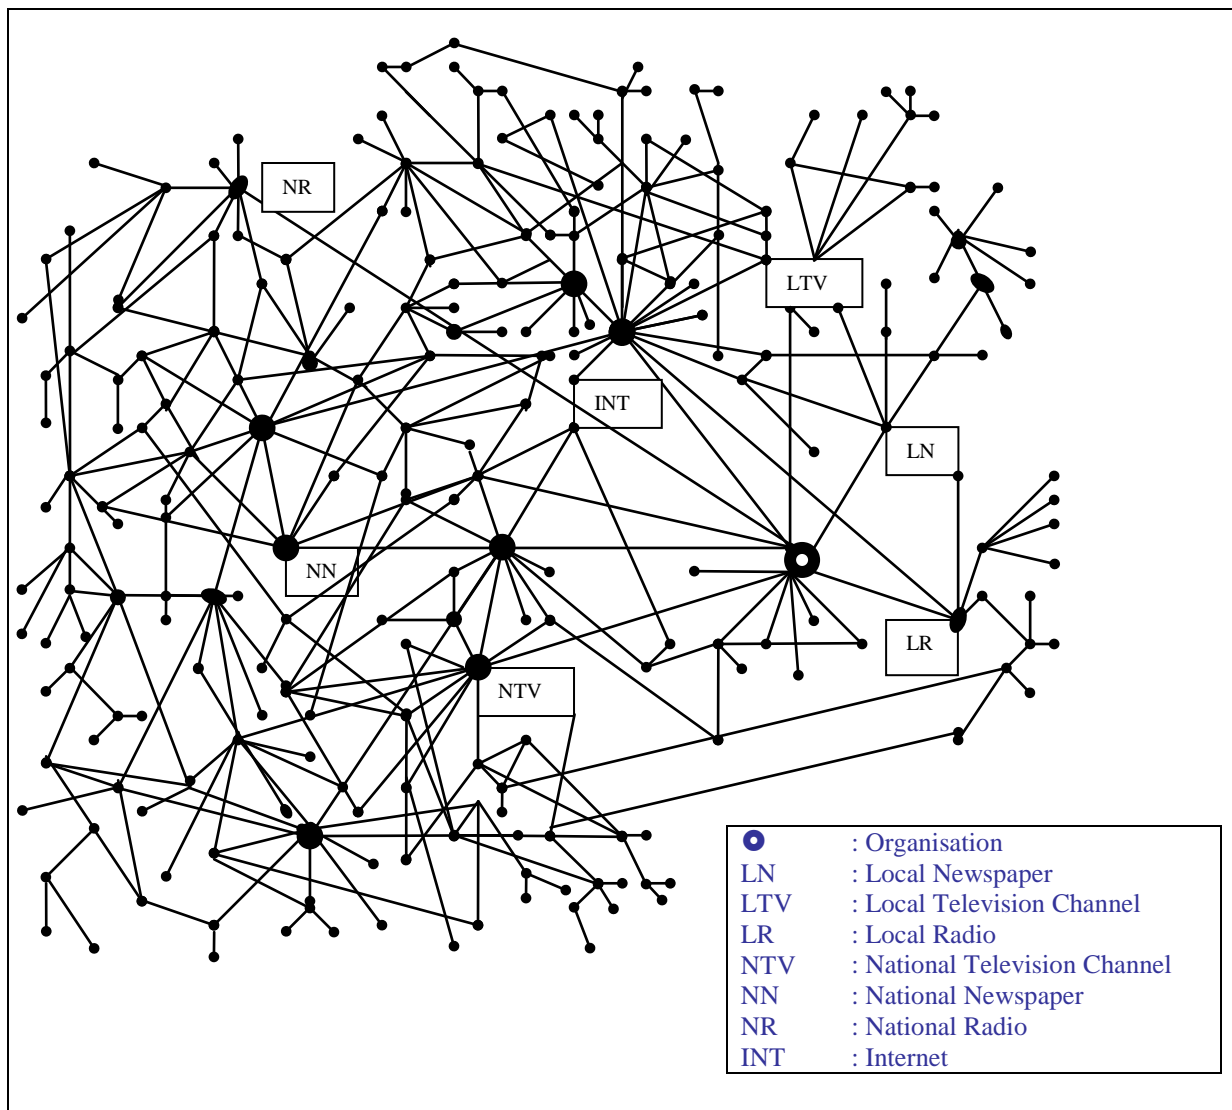 NR
LTV
INT
LN
NN
LR
NTV
: Organisation
LN : Local Newspaper
LTV : Local Television Channel
LR : Local Radio
NTV : National Television Channel
NN : National Newspaper
NR : National Radio
INT : Internet